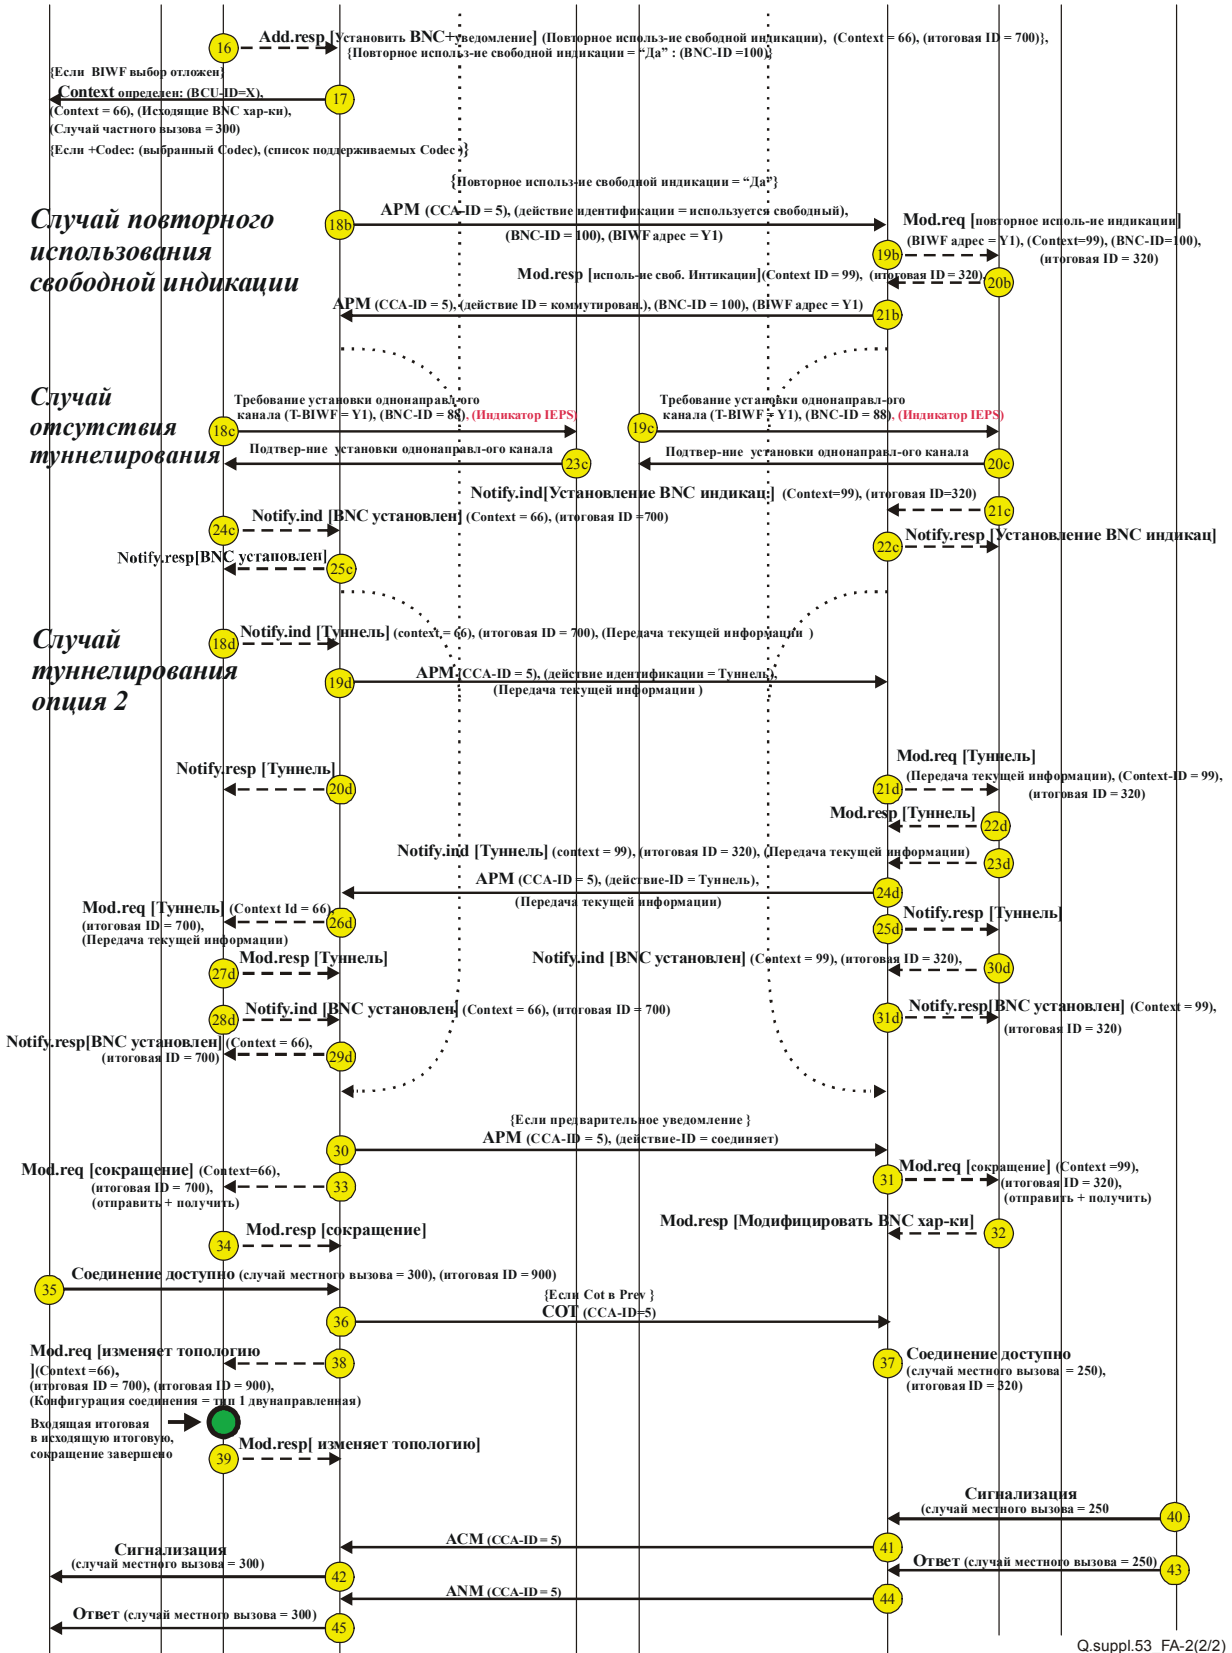 16
Add.resp [Установить BNC+уведомление] (Повторное использ-ие свободной индикации), (Context = 66), (итоговая ID = 700)},
{Повторное использ-ие свободной индикации = “Да” : (BNC-ID =100)}
{Если BIWF выбор отложен}
Context определен: (BCU-ID=X),
17
(Context = 66), (Исходящие BNC хар-ки),
(Случай частного вызова = 300)
{Если +Codec: (выбранный Codec), (список поддерживаемых Codec )}
{Повторное использ-ие свободной индикации = “Да”}
Случай повторного
использования
свободной индикации
18b
APM (CCA-ID = 5), (действие идентификации = используется свободный),
(BNC-ID = 100), (BIWF адрес = Y1)
Mod.req [повторное исполь-ие индикации]
19b
(BIWF адрес = Y1), (Context=99), (BNC-ID=100),
(итоговая ID = 320)
Mod.resp [исполь-ие своб. Интикации](Context ID = 99), (итоговая ID = 320)
20b
APM (CCA-ID = 5), (действие ID = коммутирован.), (BNC-ID = 100), (BIWF адрес = Y1)
21b
Случай
отсутствия
туннелирования
Требование установки однонаправл-ого
канала (T-BIWF = Y1), (BNC-ID = 88), (Индикатор IEPS)
18c
Требование установки однонаправл-ого
канала (T-BIWF = Y1), (BNC-ID = 88), (Индикатор IEPS)
19c
Подтвер-ние установки однонаправл-ого канала
23c
Подтвер-ние установки однонаправл-ого канала
20c
Notify.ind[Установление BNC индикац.] (Context=99), (итоговая ID=320)
21c
24c
Notify.ind [BNC установлен] (Context = 66), (итоговая ID =700)
22c
Notify.resp [Установление BNC индикац]
Notify.resp[BNC установлен]
25c
Случай
туннелирования
опция 2
18d
Notify.ind [Туннель] (context = 66), (итоговая ID = 700), (Передача текущей информации )
19d
APM (CCA-ID = 5), (действие идентификации = Туннель),
(Передача текущей информации )
Notify.resp [Туннель]
20d
Mod.req [Туннель]
21d
(Передача текущей информации), (Context-ID = 99),
(итоговая ID = 320)
Mod.resp [Туннель]
22d
Notify.ind [Туннель] (context = 99), (итоговая ID = 320), (Передача текущей информации)
23d
APM (CCA-ID = 5), (действие-ID = Туннель),
(Передача текущей информации)
24d
Mod.req [Туннель] (Context Id = 66),
(итоговая ID = 700),
(Передача текущей информации)
26d
25d
Notify.resp [Туннель]
27d
Mod.resp [Туннель]
Notify.ind [BNC установлен] (Context = 99), (итоговая ID = 320),
30d
28d
Notify.ind [BNC установлен] (Context = 66), (итоговая ID = 700)
31d
Notify.resp[BNC установлен] (Context = 99),
(итоговая ID = 320)
Notify.resp[BNC установлен] (Context = 66),
(итоговая ID = 700)
29d
{Если предварительное уведомление }
30
APM (CCA-ID = 5), (действие-ID = соединяет)
Mod.req [сокращение] (Context=66),
(итоговая ID = 700),
(отправить + получить)
33
31
Mod.req [сокращение] (Context =99),
(итоговая ID = 320),
(отправить + получить)
34
Mod.resp [сокращение]
Mod.resp [Модифицировать BNC хар-ки]
32
35
Соединение доступно (случай местного вызова = 300), (итоговая ID = 900)
{Если Cot в Prev }
36
COT (CCA-ID=5)
Mod.req [изменяет топологию
](Context =66),
(итоговая ID = 700), (итоговая ID = 900),
(Конфигурация соединения = тип 1 двунаправленная)
38
37
Соединение доступно
(случай местного вызова = 250),
(итоговая ID = 320)
Входящая итоговая
в исходящую итоговую,
сокращение завершено
39
Mod.resp[ изменяет топологию]
Сигнализация
(случай местного вызова = 250
40
ACM (CCA-ID = 5)
41
Сигнализация
(случай местного вызова = 300)
42
Ответ (случай местного вызова = 250)
43
ANM (CCA-ID = 5)
44
Ответ (случай местного вызова = 300)
45
Q.suppl.53_FA-2(2/2)